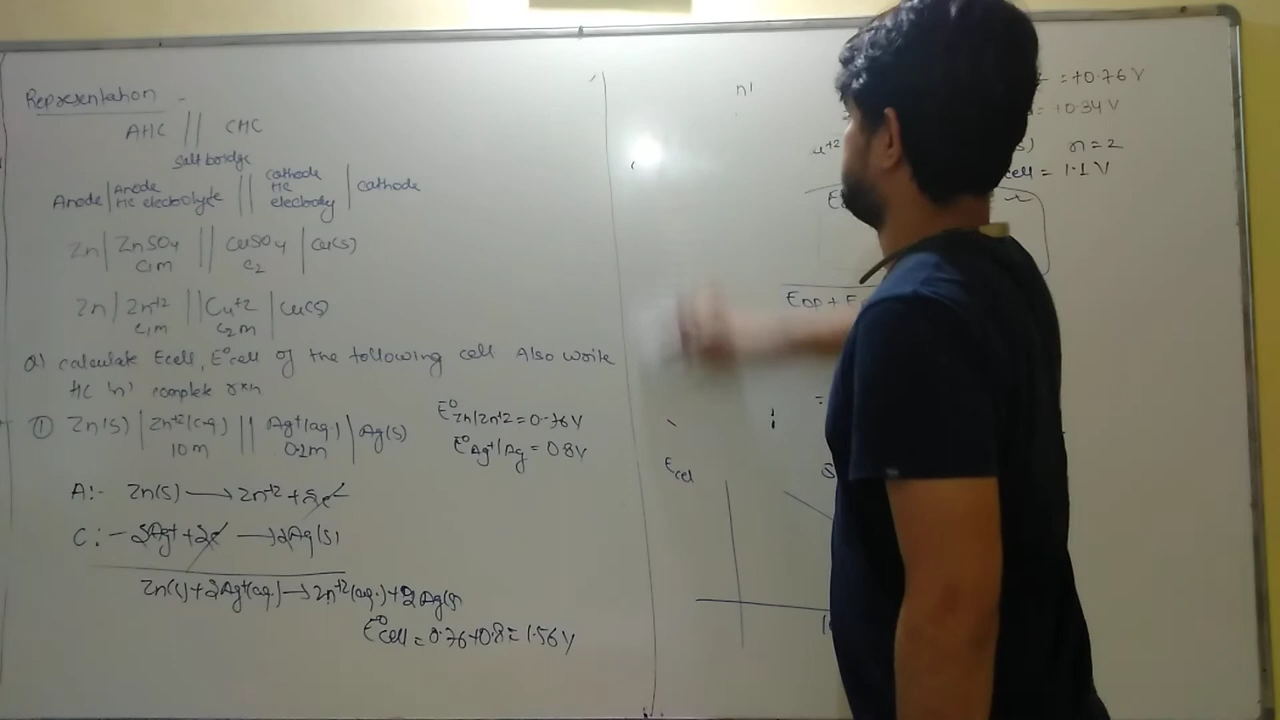 Representation -
AHC || CHC
Salt bridge
Anode | Anode HC electrolyte || cathode HC electrody | cathode
Zn | ZnSO4 || CuSO4 | Cu(s)
C1M C2
Zn | Zn+2 || Cu+2 | Cu(s)
C1M C2M
Q) calculate Ecell, E°cell of the following cell Also write
HC 'n' complete rxn
① Zn(s) | Zn+2(aq) || Ag+(aq) | Ag(s)
10M 0.2M
E°Zn/Zn+2 = 0.76V
E°Ag+/Ag = 0.8V
A:- Zn(s) → Zn+2 + 2e-
C:- 2Ag+ + 2e → 2Ag(s)
Zn(s) + 2Ag+(aq.) → Zn+2(aq.) + 2Ag(s)
E°cell = 0.76+0.8 = 1.56V
n'
= +0.76 V
= +0.34 V
u+2 s) n=2
cell = 1.1 V
EOP + E
Ecell